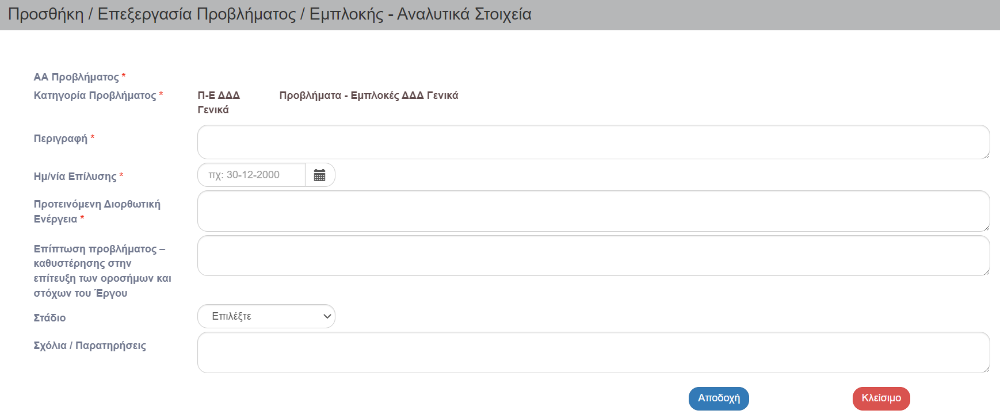 Προσθήκη / Επεξεργασία Προβλήματος / Εμπλοκής - Αναλυτικά Στοιχεία
ΑΑ Προβλήματος *
Κατηγορία Προβλήματος * Π-Ε ΔΔΔ Προβλήματα - Εμπλοκές ΔΔΔ Γενικά
Γενικά
Περιγραφή *
Ημ/νία Επίλυσης * πχ: 30-12-2000
Προτεινόμενη Διορθωτική
Ενέργεια *
Επίπτωση προβλήματος –
καθυστέρησης στην
επίτευξη των οροσήμων και
στόχων του Έργου
Στάδιο Επιλέξτε
Σχόλια / Παρατηρήσεις
Αποδοχή Κλείσιμο